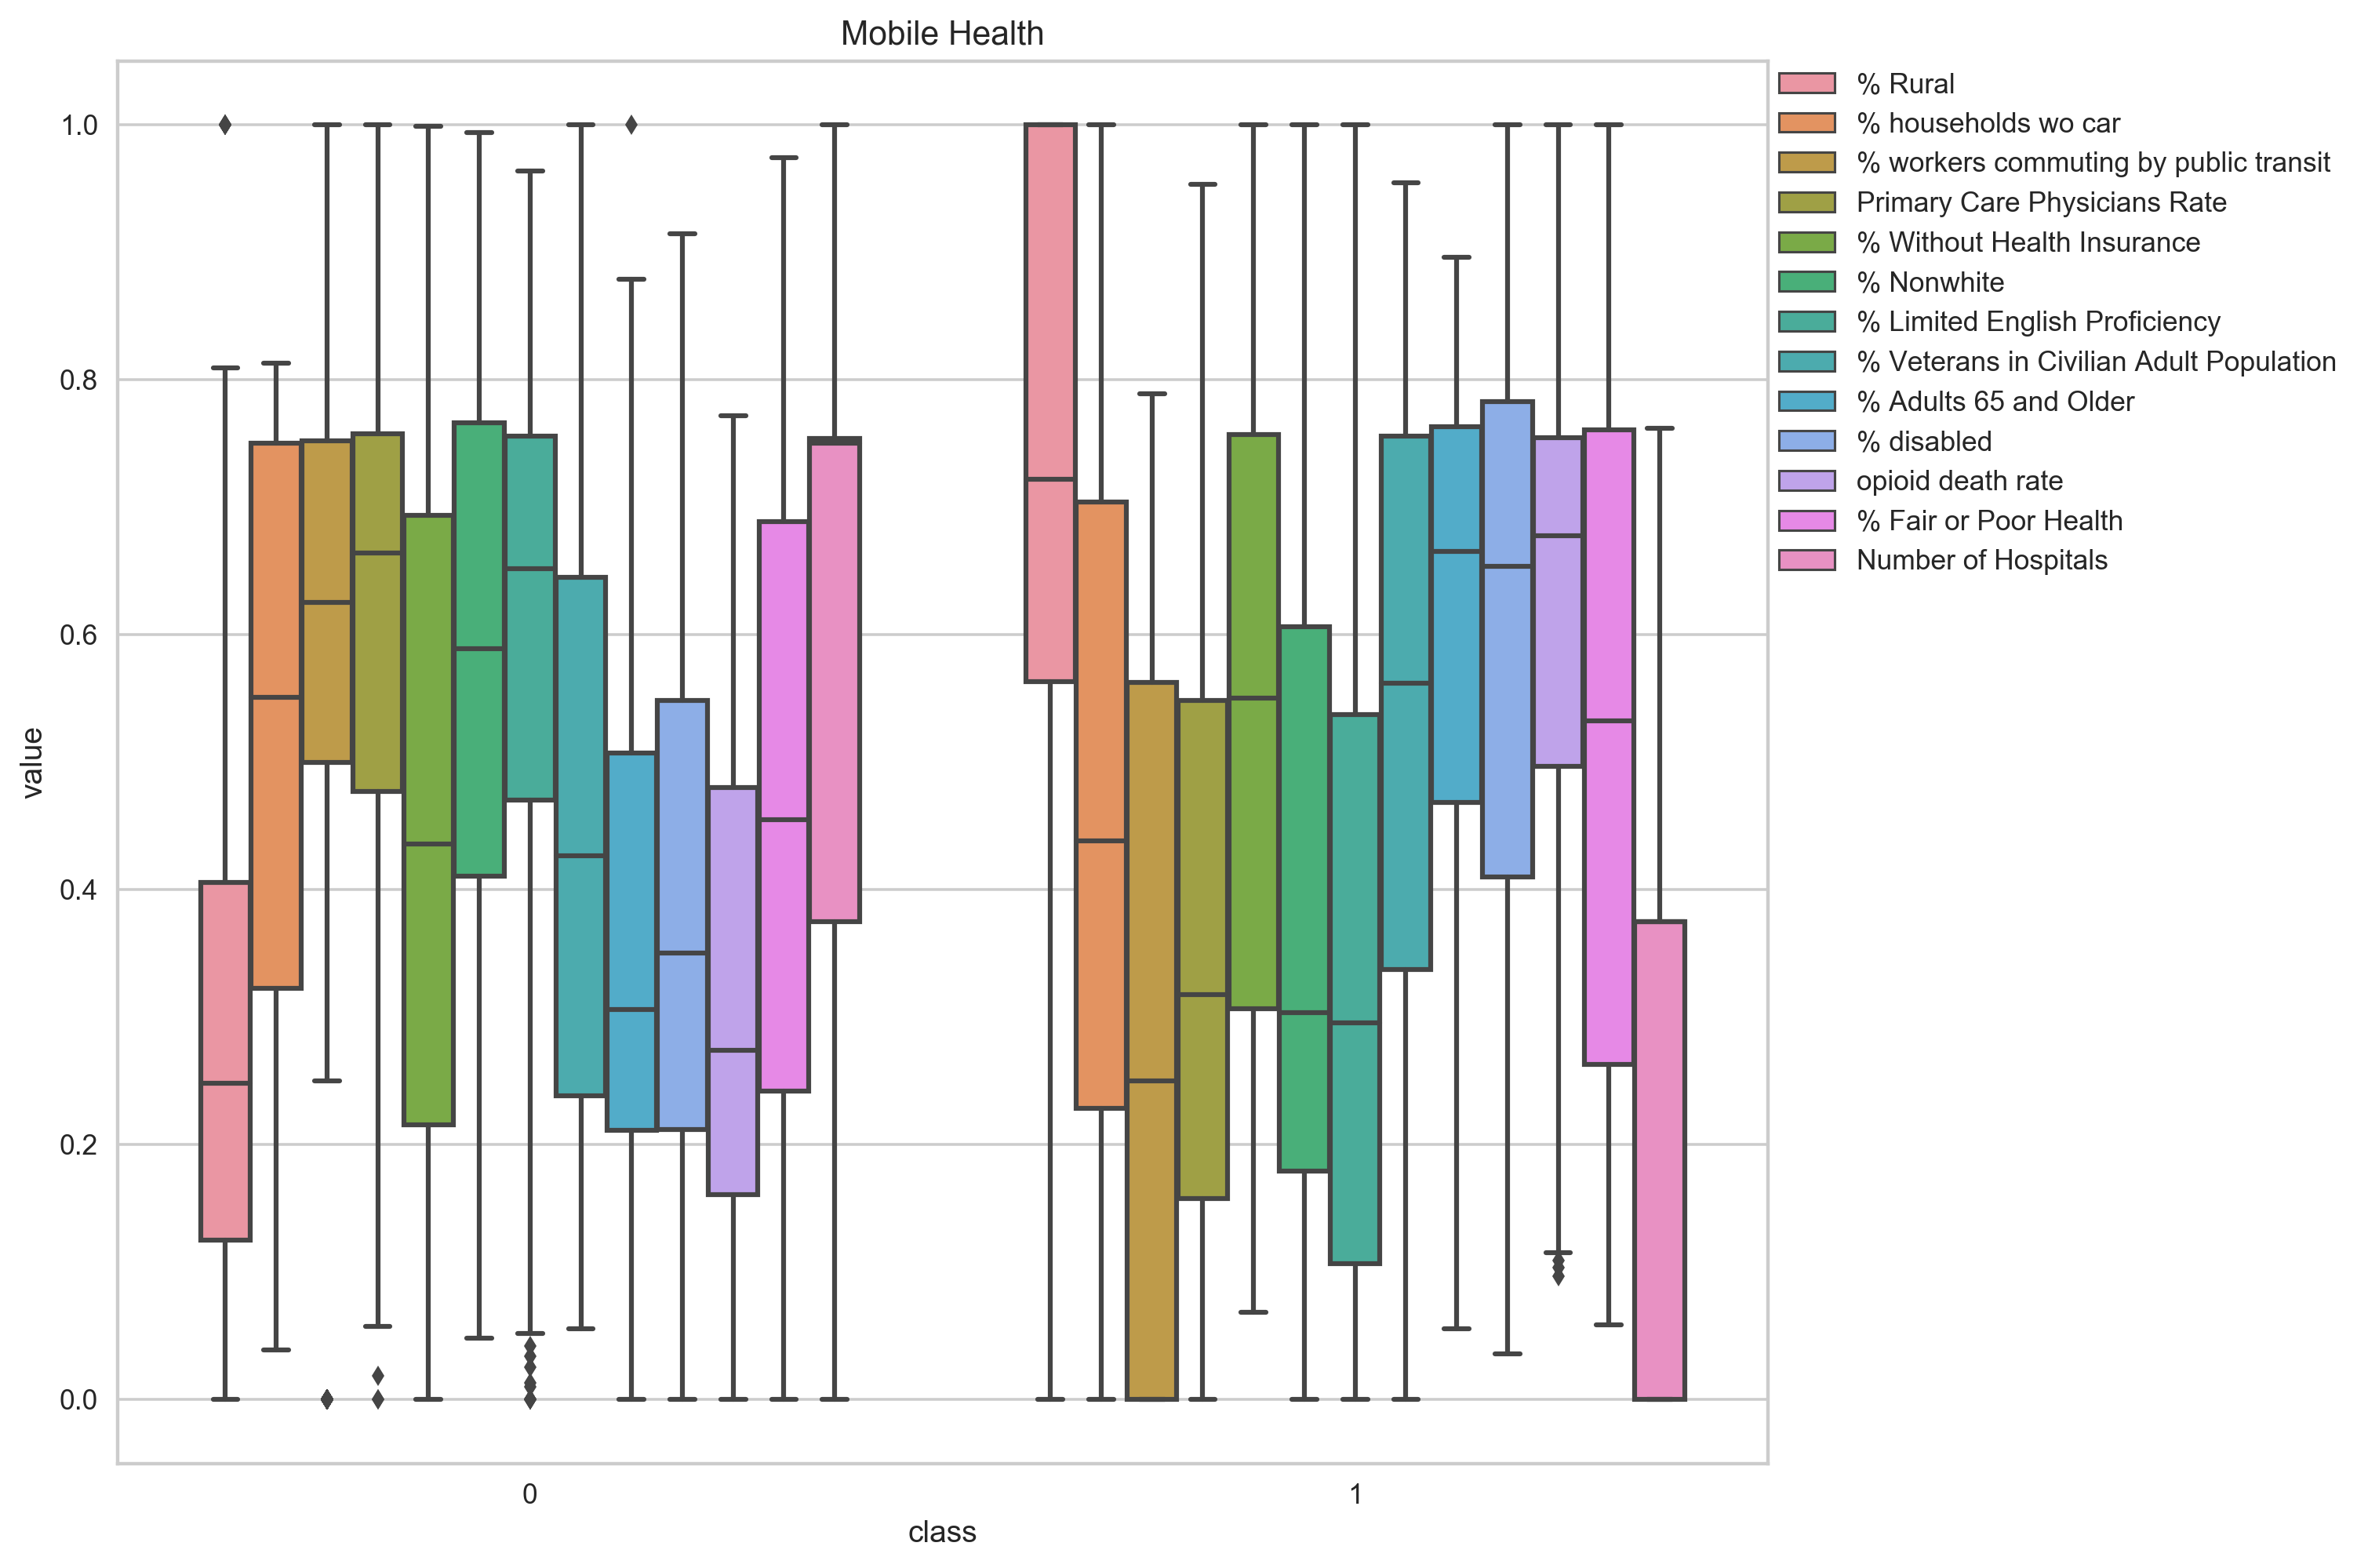 Mobile Health
% Rural
% households wo car
% workers commuting by public transit
Primary Care Physicians Rate
% Without Health Insurance
% Nonwhite
% Limited English Proficiency
% Veterans in Civilian Adult Population
% Adults 65 and Older
% disabled
opioid death rate
% Fair or Poor Health
Number of Hospitals
value
1.0
0.8
0.6
0.4
0.2
0.0
0 1
class